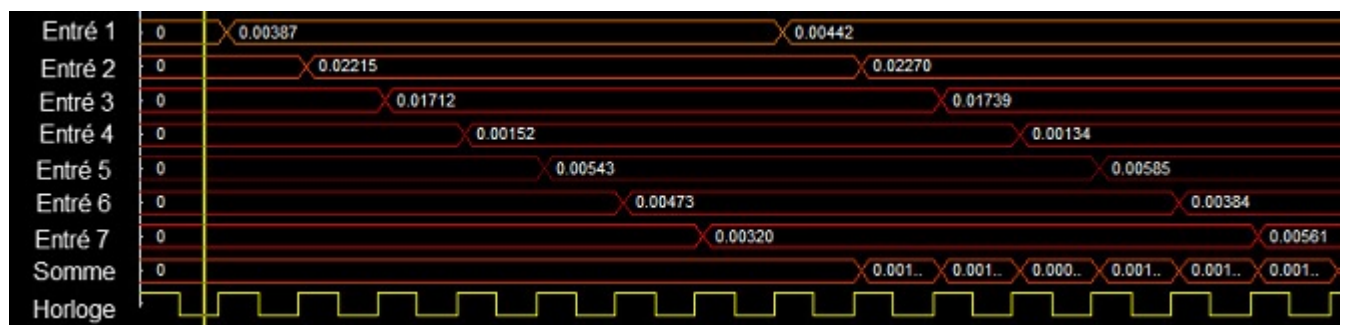 Entré 1 0 0.00387 0.00442
Entré 2 0 0.02215 0.02270
Entré 3 0 0.01712 0.01739
Entré 4 0 0.00152 0.00134
Entré 5 0 0.00543 0.00585
Entré 6 0 0.00473 0.00384
Entré 7 0 0.00320 0.00561
Somme 0 0.001.. 0.001.. 0.000.. 0.001.. 0.001.. 0.001..
Horloge